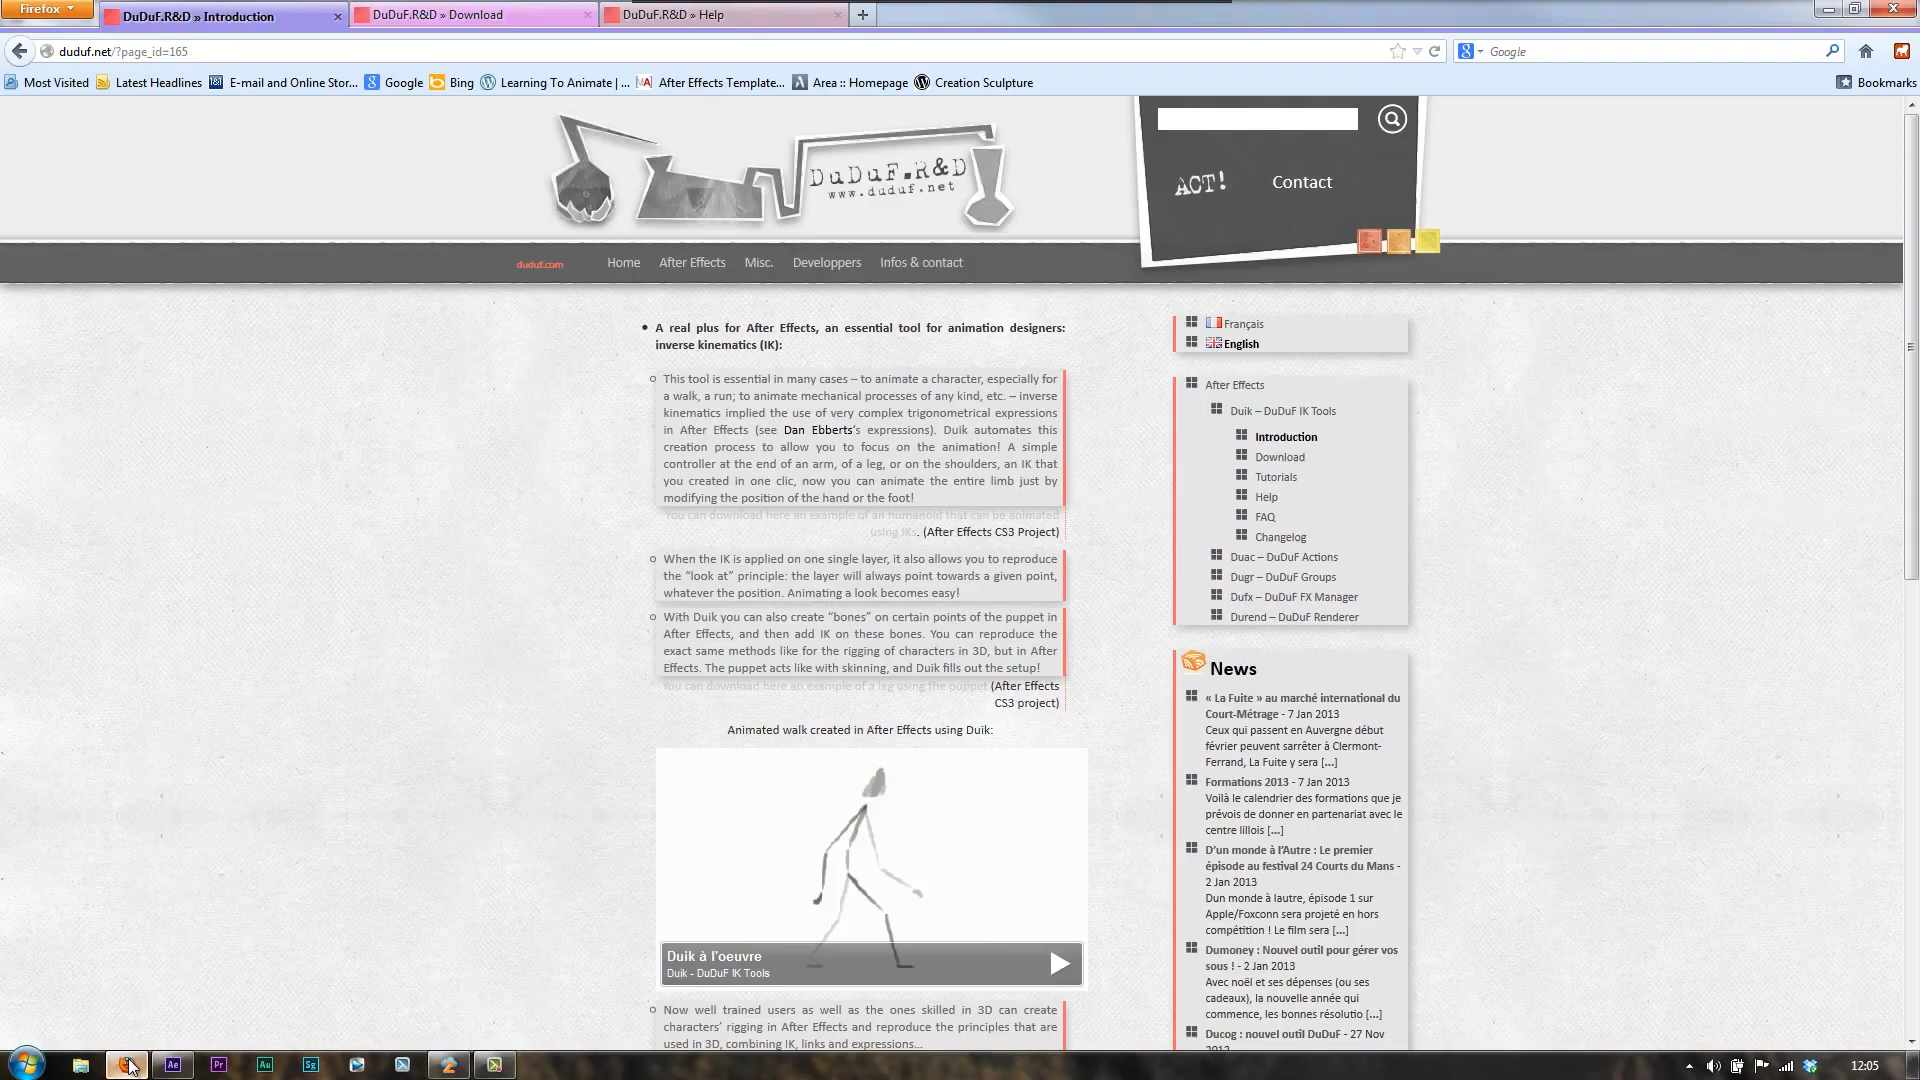 Firefox
DuDuF.R&D » Introduction
DuDuF.R&D » Download
DuDuF.R&D » Help
duduf.net/?page_id=165
Google
Most Visited
Latest Headlines
E-mail and Online Stor...
Google
Bing
Learning To Animate | ...
After Effects Template...
Area :: Homepage
Creation Sculpture
Bookmarks
DuDuF.R&D
www.duduf.net
ACT!
Contact
duduf.com
Home
After Effects
Misc.
Developpers
Infos & contact
A real plus for After Effects, an essential tool for animation designers:
inverse kinematics (IK):
This tool is essential in many cases – to animate a character, especially for
a walk, a run; to animate mechanical processes of any kind, etc. – inverse
kinematics implied the use of very complex trigonometrical expressions
in After Effects (see Dan Ebberts's expressions). Duik automates this
creation process to allow you to focus on the animation! A simple
controller at the end of an arm, of a leg, or on the shoulders, an IK that
you created in one clic, now you can animate the entire limb just by
modifying the position of the hand or the foot!
You can download here an example of an humanoid that can be animated
using IKs. (After Effects CS3 Project)
When the IK is applied on one single layer, it also allows you to reproduce
the “look at” principle: the layer will always point towards a given point,
whatever the position. Animating a look becomes easy!
With Duik you can also create “bones” on certain points of the puppet in
After Effects, and then add IK on these bones. You can reproduce the
exact same methods like for the rigging of characters in 3D, but in After
Effects. The puppet acts like with skinning, and Duik fills out the setup!
You can download here an example of a leg using the puppet (After Effects
CS3 project)
Animated walk created in After Effects using Duik:
Duik à l'oeuvre
Duik - DuDuF IK Tools
Now well trained users as well as the ones skilled in 3D can create
characters' rigging in After Effects and reproduce the principles that are
used in 3D, combining IK, links and expressions...
Français
English
After Effects
Duik – DuDuF IK Tools
Introduction
Download
Tutorials
Help
FAQ
Changelog
Duac – DuDuF Actions
Dugr – DuDuF Groups
Dufx – DuDuF FX Manager
Durend – DuDuF Renderer
News
« La Fuite » au marché international du
Court-Métrage - 7 Jan 2013
Ceux qui passent en Auvergne début
février peuvent sarrêter à Clermont-
Ferrand, La Fuite y sera [...]
Formations 2013 - 7 Jan 2013
Voilà le calendrier des formations que je
prévois de donner en partenariat avec le
centre lillois [...]
D'un monde à l'Autre : Le premier
épisode au festival 24 Courts du Mans -
2 Jan 2013
Dun monde à lautre, épisode 1 sur
Apple/Foxconn sera projeté en hors
compétition ! Le film sera [...]
Dumoney : Nouvel outil pour gérer vos
sous ! - 2 Jan 2013
Avec noël et ses dépenses (ou ses
cadeaux), la nouvelle année qui
commence, les bonnes résolutio [...]
Ducog : nouvel outil DuDuF - 27 Nov
2012
Ae
Pr
Au
Sg
12:05